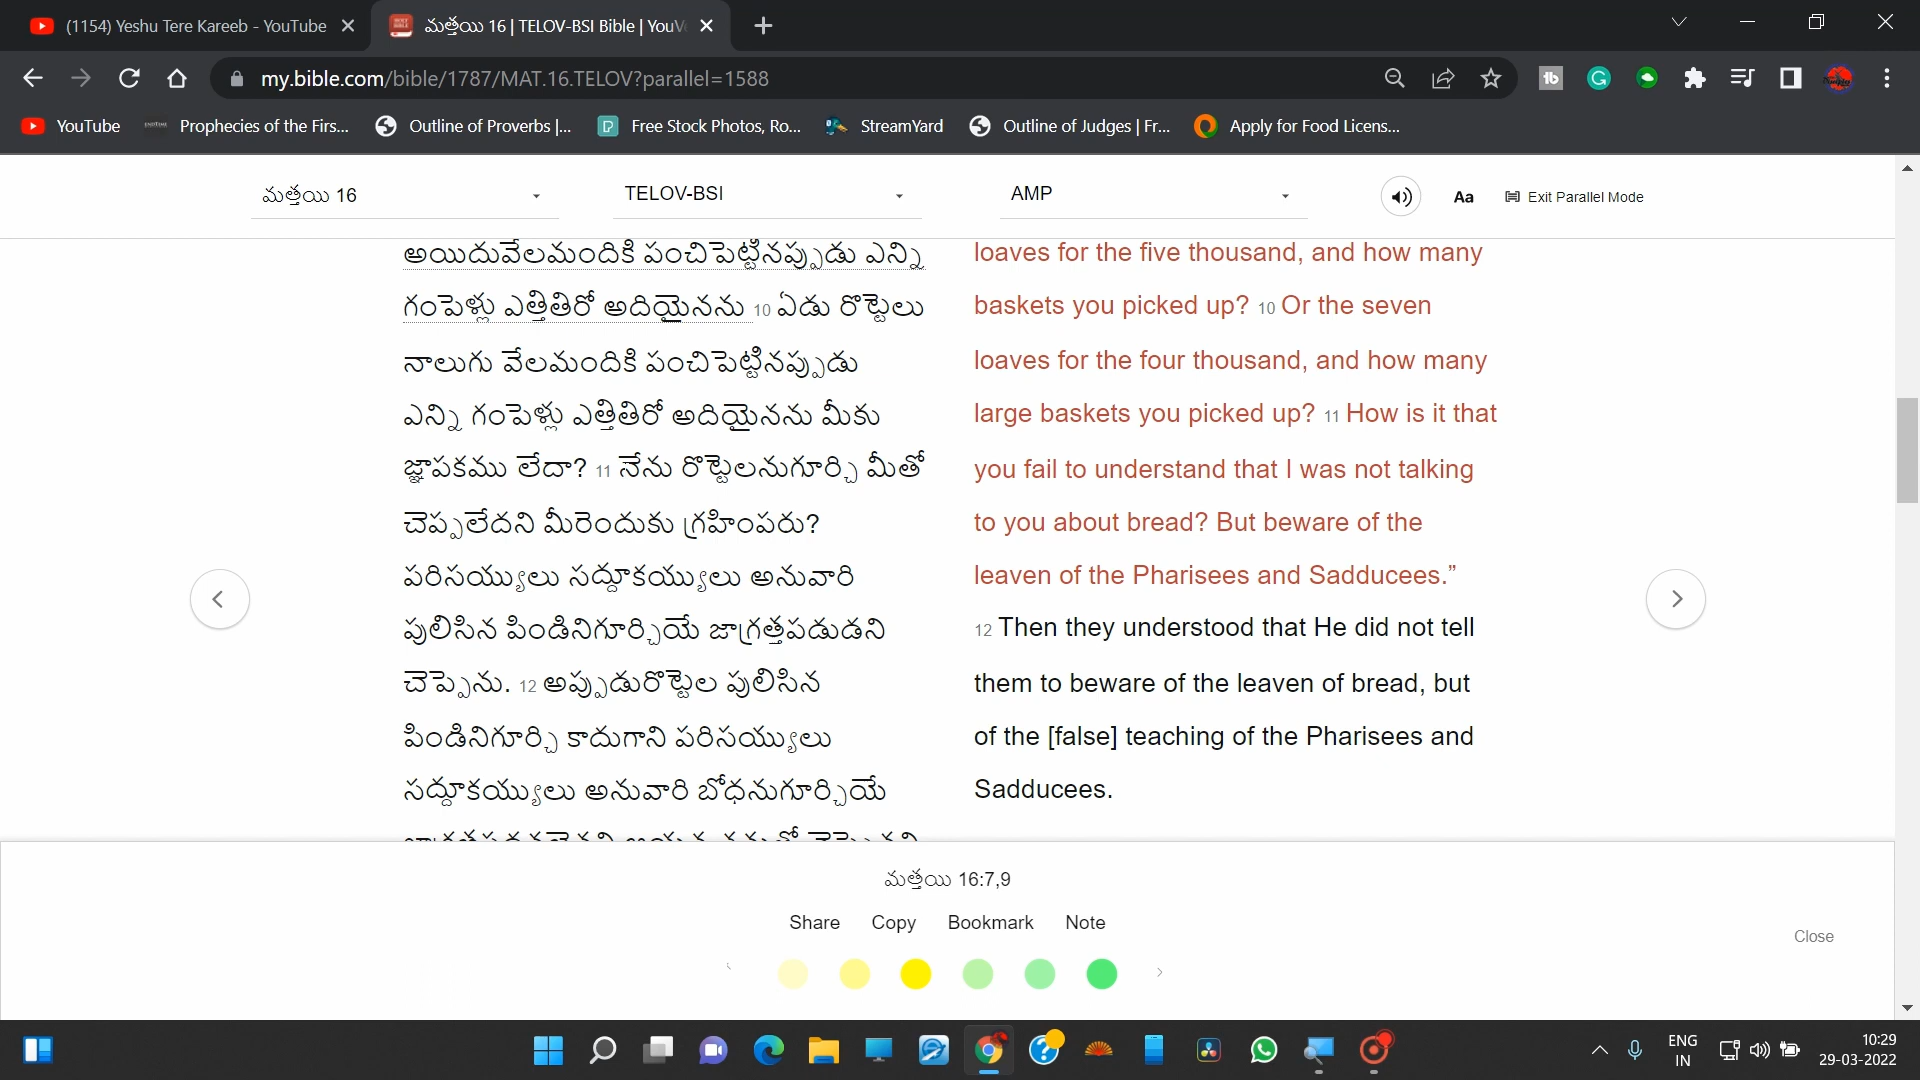 (1154) Yeshu Tere Kareeb - YouTube
మత్తయి 16 | TELOV-BSI Bible | YouV
my.bible.com/bible/1787/MAT.16.TELOV?parallel=1588
YouTube
Prophecies of the Firs...
Outline of Proverbs |...
Free Stock Photos, Ro...
StreamYard
Outline of Judges | Fr...
Apply for Food Licens...
మత్తయి 16
TELOV-BSI
AMP
Aa
Exit Parallel Mode
అయిదువేలమందికి పంచిపెట్టినప్పుడు ఎన్ని
గంపెళ్లు ఎత్తితిరో అదియైనను 10 ఏడు రొట్టెలు
నాలుగు వేలమందికి పంచిపెట్టినప్పుడు
ఎన్ని గంపెళ్లు ఎత్తితిరో అదియైనను మీకు
జ్ఞాపకము లేదా? 11 నేను రొట్టెలనుగూర్చి మీతో
చెప్పలేదని మీరెందుకు గ్రహింపరు?
పరిసయ్యులు సద్దూకయ్యులు అనువారి
పులిసిన పిండినిగూర్చియే జాగ్రత్తపడుడని
చెప్పెను. 12 అప్పుడురొట్టెల పులిసిన
పిండినిగూర్చి కాదుగాని పరిసయ్యులు
సద్దూకయ్యులు అనువారి బోధనుగూర్చియే
loaves for the five thousand, and how many
baskets you picked up? 10 Or the seven
loaves for the four thousand, and how many
large baskets you picked up? 11 How is it that
you fail to understand that I was not talking
to you about bread? But beware of the
leaven of the Pharisees and Sadducees.”
12 Then they understood that He did not tell
them to beware of the leaven of bread, but
of the [false] teaching of the Pharisees and
Sadducees.
మత్తయి 16:7,9
Share Copy Bookmark Note
Close
ENG
IN
10:29
29-03-2022